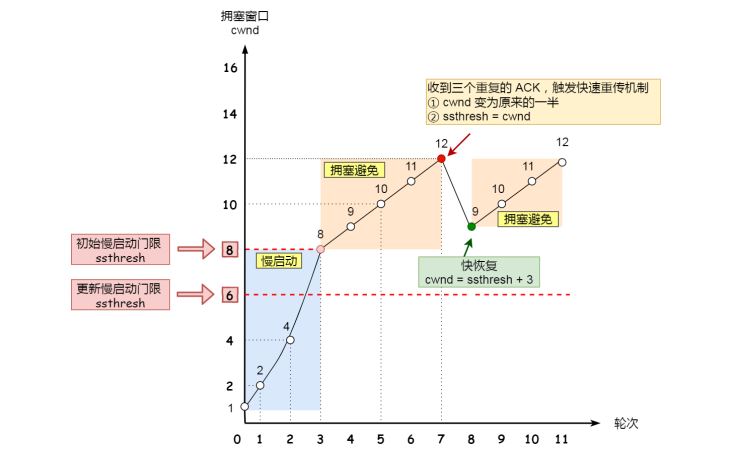 拥塞窗口
cwnd
16
14
12
10
8
6
4
2
1
0
1
2
3
4
5
6
7
8
9
10
11
轮次
初始慢启动门限
ssthresh
更新慢启动门限
ssthresh
慢启动
拥塞避免
拥塞避免
2
4
8
9
10
11
12
9
10
11
12
收到三个重复的 ACK，触发快速重传机制
① cwnd 变为原来的一半
② ssthresh = cwnd
快恢复
cwnd = ssthresh + 3